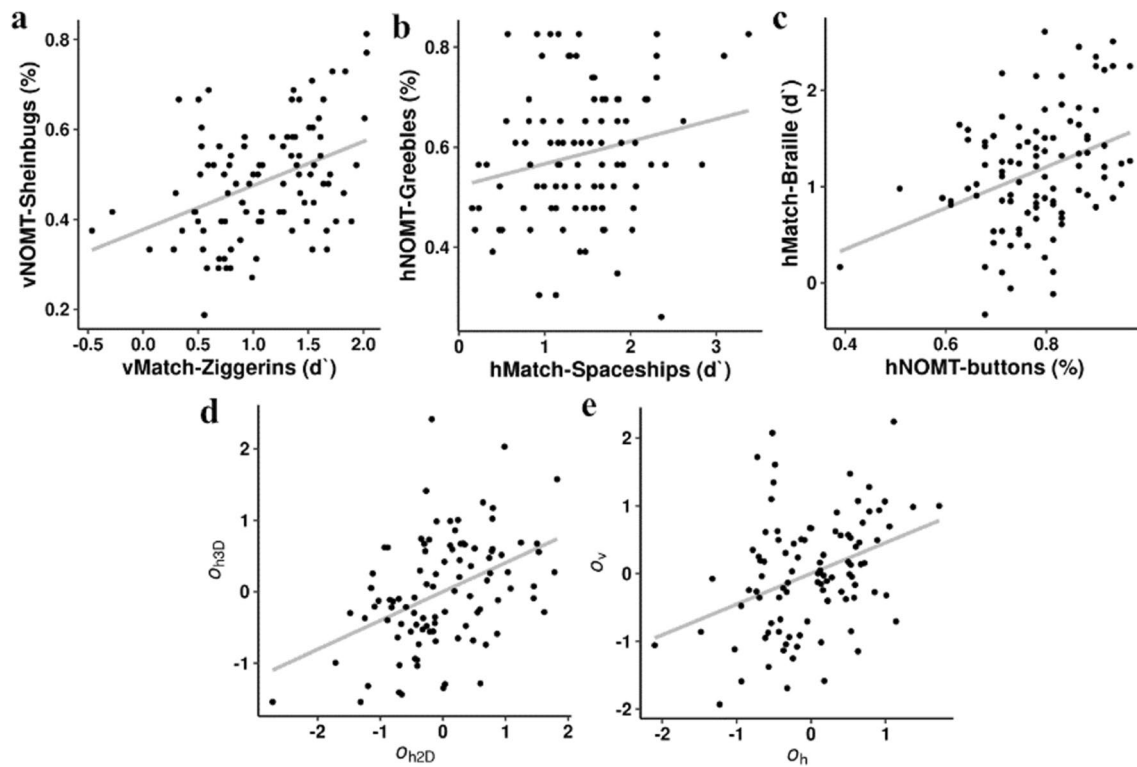 a
vNOMT-Sheinbugs (%)
0.8
0.6
0.4
0.2
-0.5 0.0 0.5 1.0 1.5 2.0
vMatch-Ziggerins (d`)
b
hNOMT-Greebles (%)
0.8
0.6
0.4
0 1 2 3
hMatch-Spaceships (d`)
c
hMatch-Braille (d`)
2
1
0
0.4 0.6 0.8
hNOMT-buttons (%)
d
oh3D
2
1
0
-1
-2 -1 0 1 2
oh2D
e
ov
2
1
0
-1
-2
-2 -1 0 1
oh